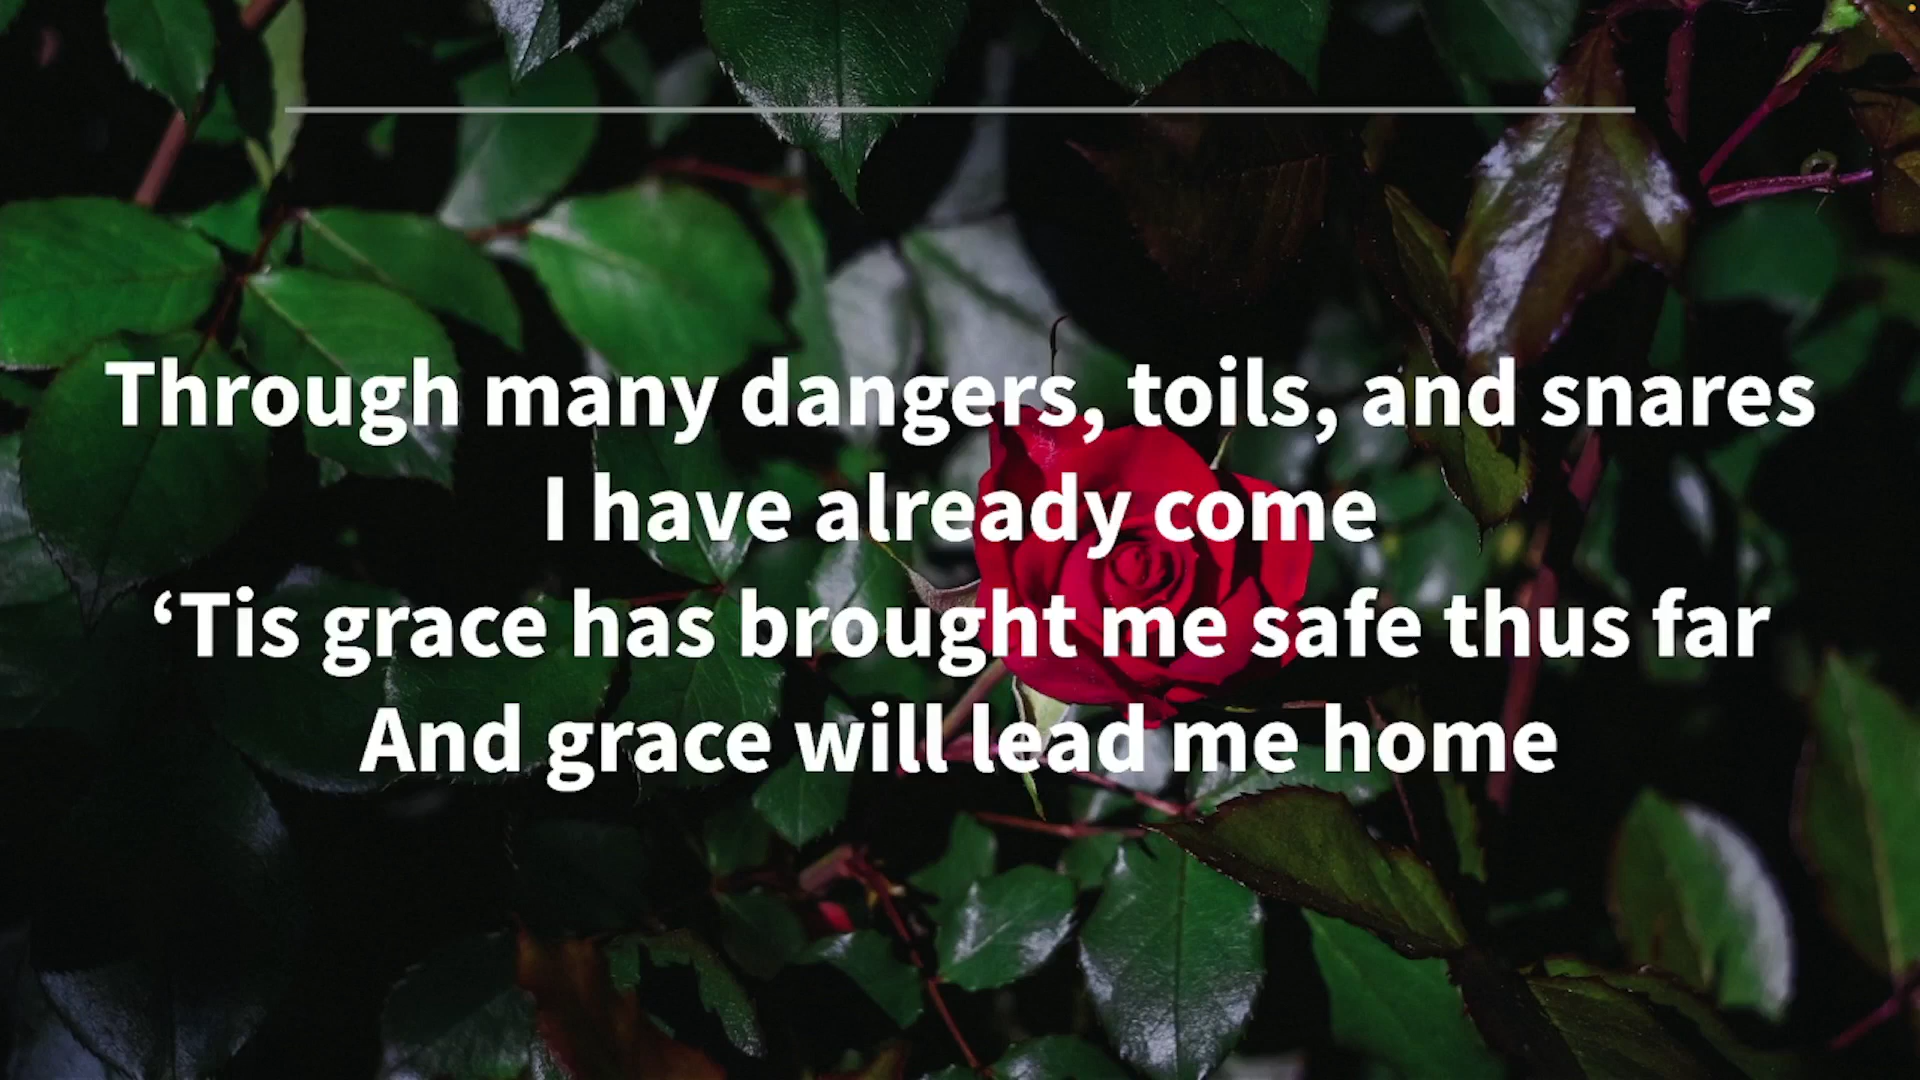 Through many dangers, toils, and snares
I have already come
‘Tis grace has brought me safe thus far
And grace will lead me home